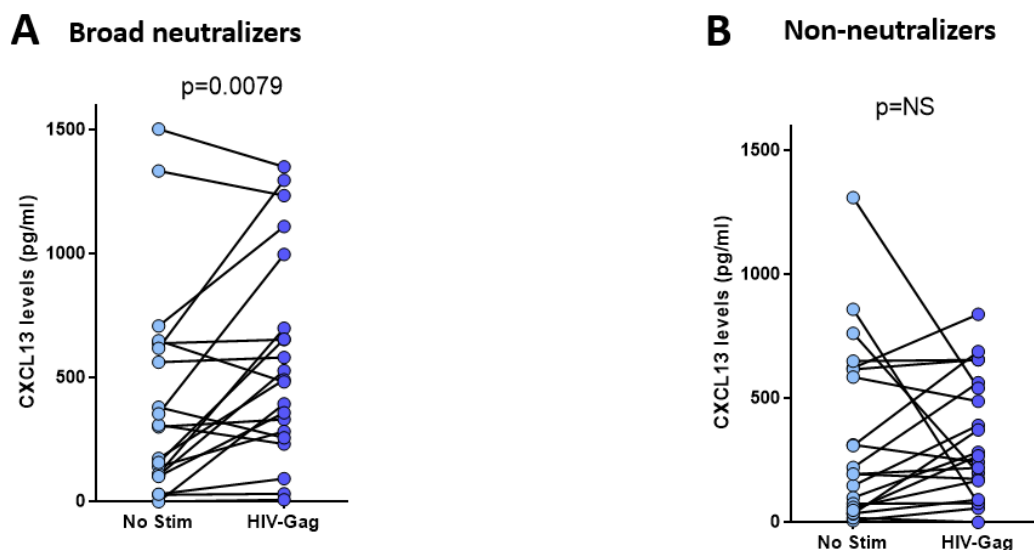 A Broad neutralizers
p=0.0079
CXCL13 levels (pg/ml)
1500
1000
500
0
No Stim HIV-Gag
B Non-neutralizers
p=NS
CXCL13 levels (pg/ml)
1500
1000
500
0
No Stim HIV-Gag